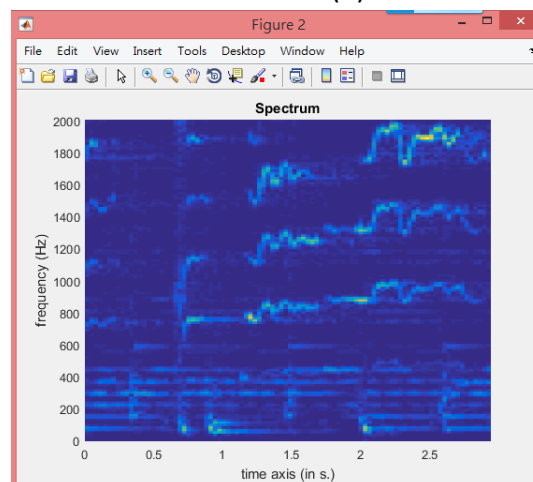 Figure 2
File Edit View Insert Tools Desktop Window Help
Spectrum
2000
1800
1600
1400
1200
1000
800
600
400
200
0
frequency (Hz)
0 0.5 1 1.5 2 2.5
time axis (in s.)